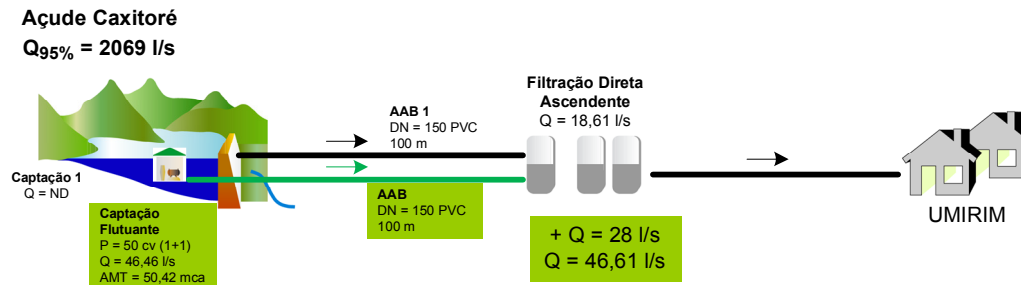 Açude Caxitoré
Q95% = 2069 l/s
Filtração Direta
Ascendente
Q = 18,61 l/s
AAB 1
DN = 150 PVC
100 m
Captação 1
Q = ND
AAB
DN = 150 PVC
100 m
Captação
Flutuante
P = 50 cv (1+1)
Q = 46,46 l/s
AMT = 50,42 mca
+ Q = 28 l/s
Q = 46,61 l/s
UMIRIM